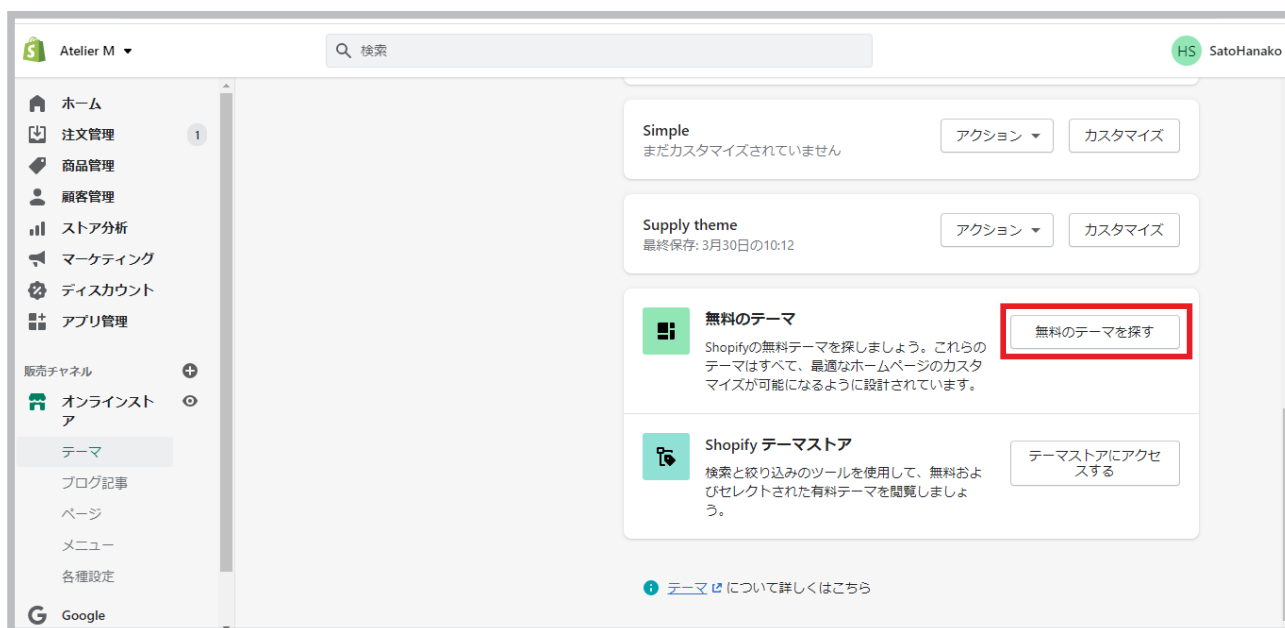 Atelier M
検索
HS SatoHanako
ホーム
注文管理 1
商品管理
顧客管理
ストア分析
マーケティング
ディスカウント
アプリ管理
販売チャネル
オンラインスト
ア
テーマ
ブログ記事
ページ
メニュー
各種設定
Google
Simple
まだカスタマイズされていません
アクション
カスタマイズ
Supply theme
最終保存: 3月30日の10:12
アクション
カスタマイズ
無料のテーマ
Shopifyの無料テーマを探しましょう。これらの
テーマはすべて、最適なホームページのカスタ
マイズが可能になるように設計されています。
無料のテーマを探す
Shopify テーマストア
検索と絞り込みのツールを使用して、無料およ
びセレクトされた有料テーマを閲覧しましょ
う。
テーマストアにアクセ
スする
テーマ について詳しくはこちら